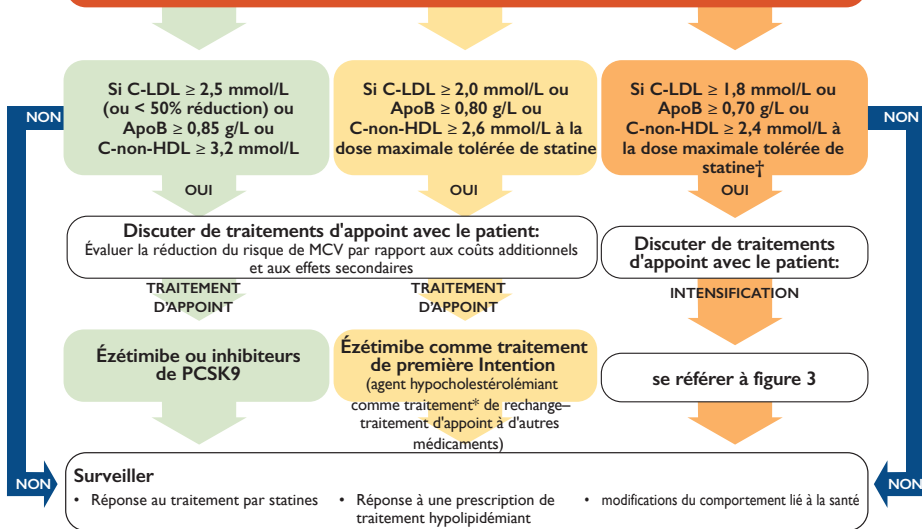 Si C-LDL ≥ 2,5 mmol/L
(ou < 50% réduction) ou
ApoB ≥ 0,85 g/L ou
C-non-HDL ≥ 3,2 mmol/L
Si C-LDL ≥ 2,0 mmol/L ou
ApoB ≥ 0,80 g/L ou
C-non-HDL ≥ 2,6 mmol/L à la
dose maximale tolérée de statine
Si C-LDL ≥ 1,8 mmol/L ou
ApoB ≥ 0,70 g/L ou
C-non-HDL ≥ 2,4 mmol/L à
la dose maximale tolérée de
statine†
NON
NON
OUI
OUI
OUI
Discuter de traitements d'appoint avec le patient:
Évaluer la réduction du risque de MCV par rapport aux coûts additionnels
et aux effets secondaires
Discuter de traitements
d'appoint avec le patient:
TRAITEMENT
D'APPOINT
TRAITEMENT
D'APPOINT
INTENSIFICATION
Ézétimibe ou inhibiteurs
de PCSK9
Ézétimibe comme traitement
de première Intention
(agent hypocholestérolémiant
comme traitement* de rechange–
traitement d'appoint à d'autres
médicaments)
se référer à figure 3
NON
NON
Surveiller
• Réponse au traitement par statines
• Réponse à une prescription de
traitement hypolipidémiant
• modifications du comportement lié à la santé